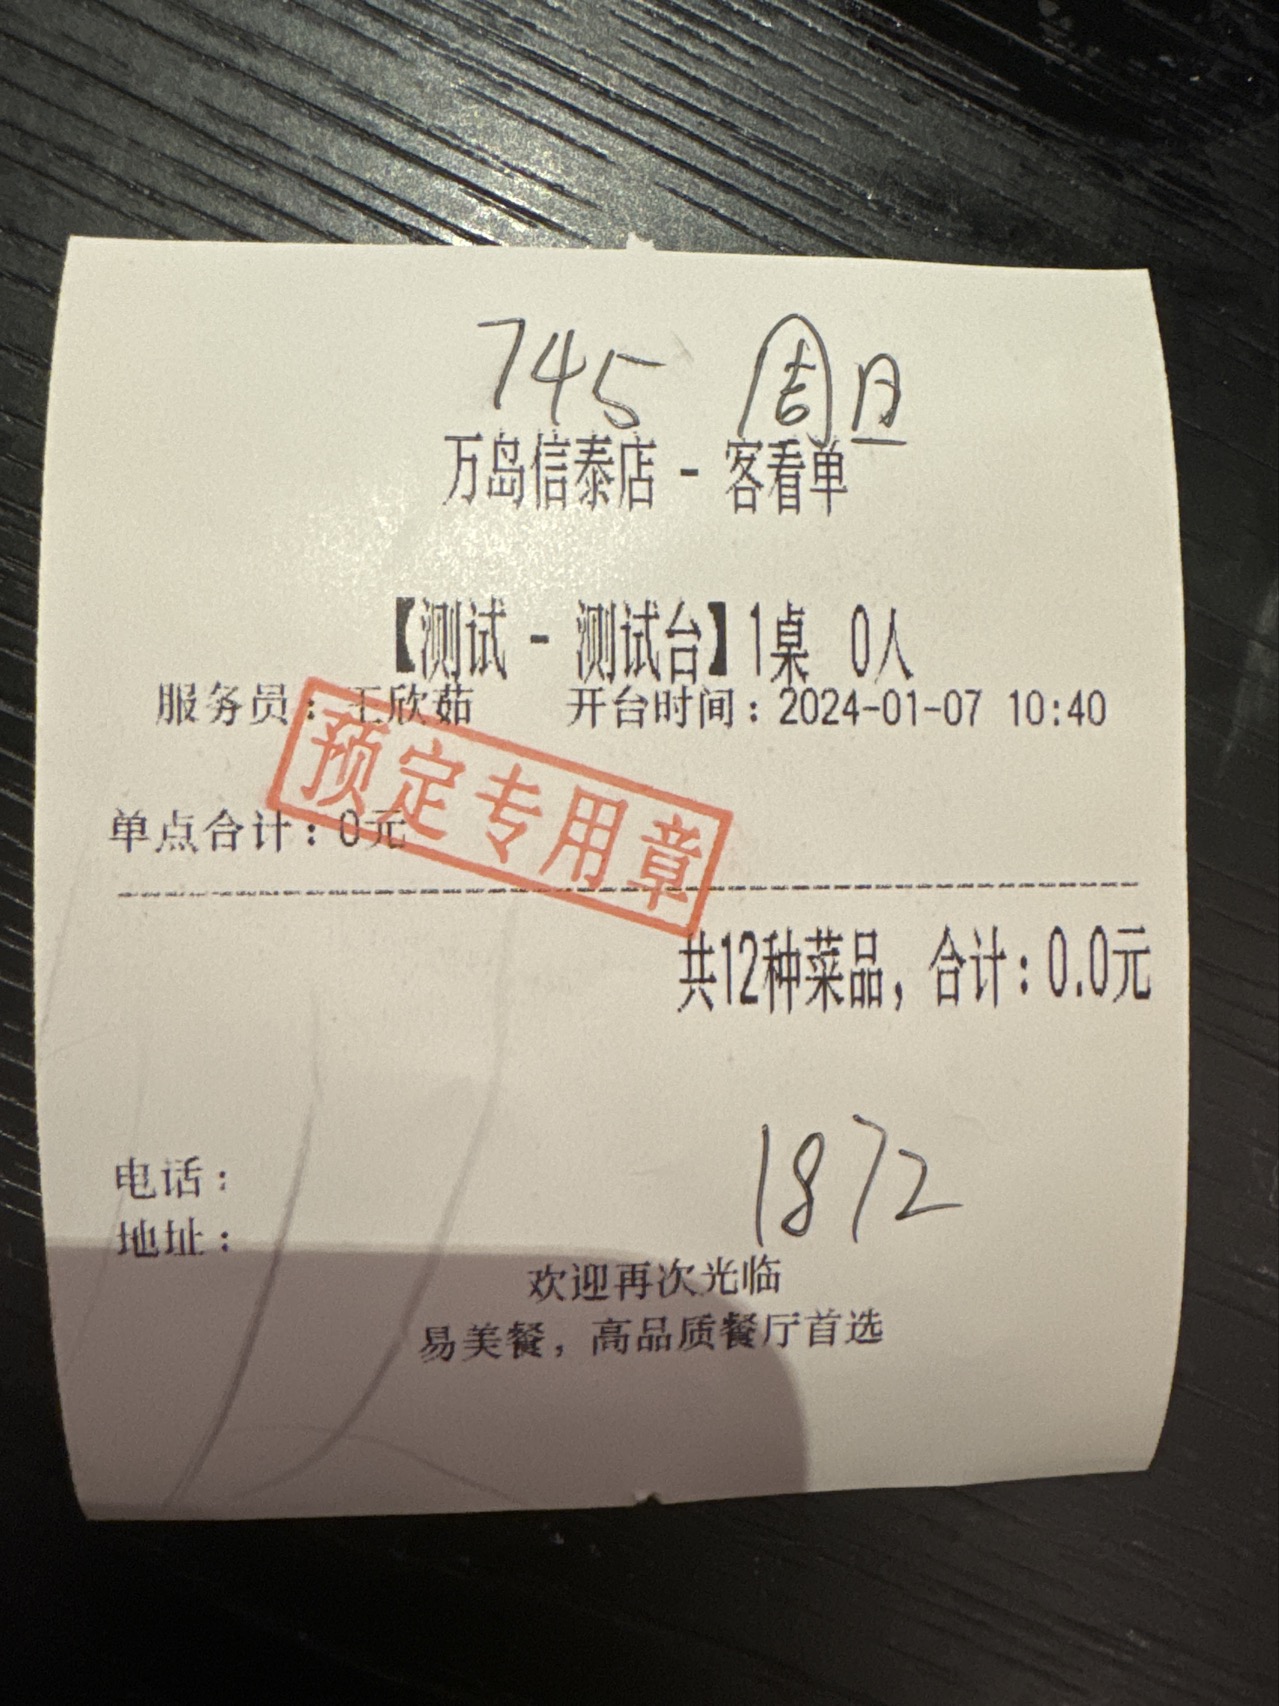 745 周日
万岛信泰店 - 客看单
【测试 - 测试台】1桌 0人
服务员：王欣茹 开台时间：2024-01-07 10:40
预定专用章
单点合计：0元
共12种菜品，合计：0.0元
1872
电话：
地址：
欢迎再次光临
易美餐，高品质餐厅首选